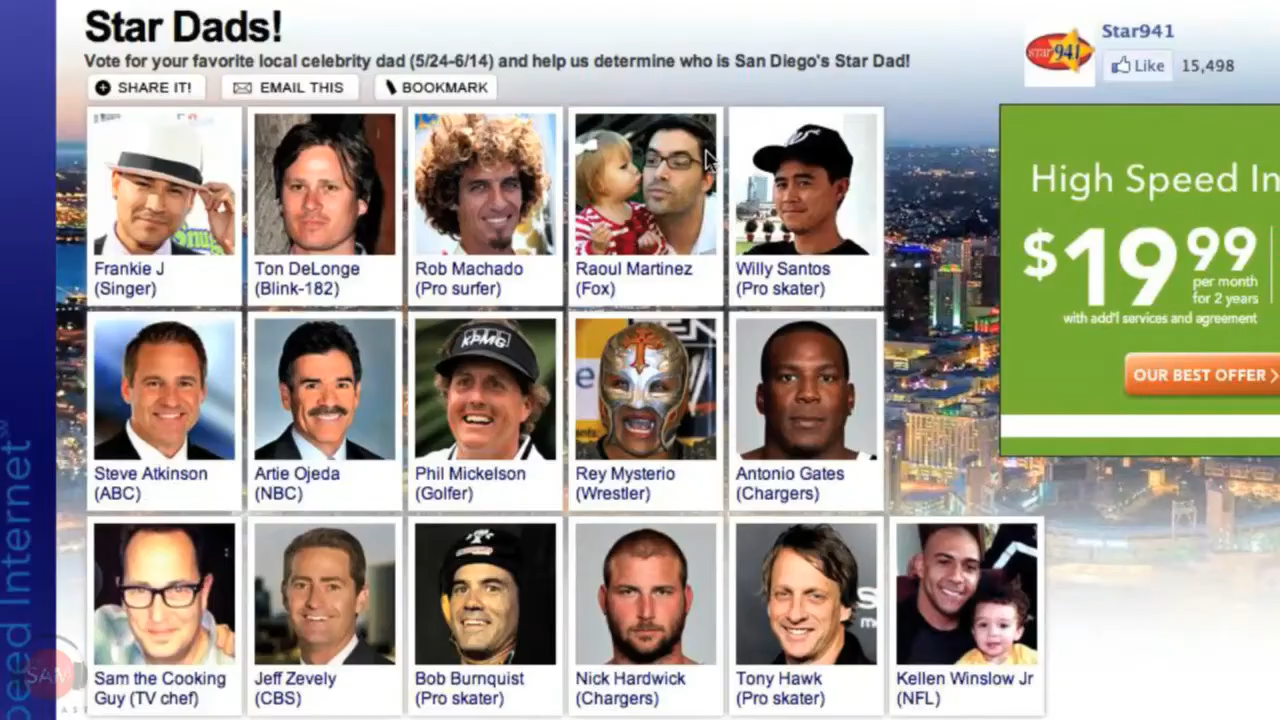 Star Dads!
Vote for your favorite local celebrity dad (5/24-6/14) and help us determine who is San Diego's Star Dad!
SHARE IT!
EMAIL THIS
BOOKMARK
star 941
Star941
Like
15,498
Frankie J
(Singer)
Ton DeLonge
(Blink-182)
Rob Machado
(Pro surfer)
Raoul Martinez
(Fox)
Willy Santos
(Pro skater)
High Speed In
$19.99
per month
for 2 years
with add'l services and agreement
OUR BEST OFFER
KPMG
Steve Atkinson
(ABC)
Artie Ojeda
(NBC)
Phil Mickelson
(Golfer)
Rey Mysterio
(Wrestler)
Antonio Gates
(Chargers)
Sam the Cooking
Guy (TV chef)
Jeff Zevely
(CBS)
Bob Burnquist
(Pro skater)
Nick Hardwick
(Chargers)
Tony Hawk
(Pro skater)
Kellen Winslow Jr
(NFL)
peed Internet
SAM